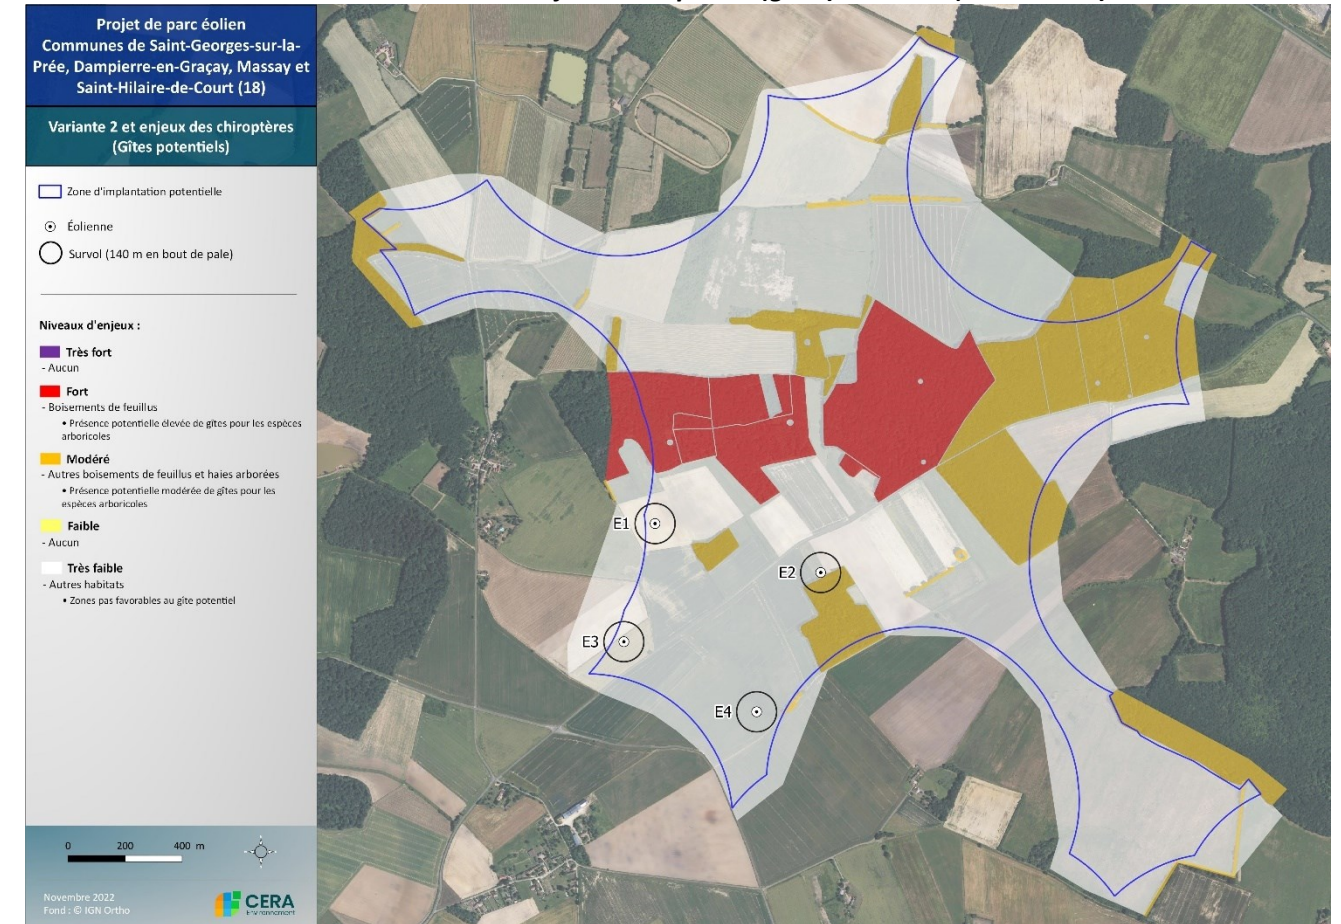 Projet de parc éolien
Communes de Saint-Georges-sur-la-
Prée, Dampierre-en-Graçay, Massay et
Saint-Hilaire-de-Court (18)
Variante 2 et enjeux des chiroptères
(Gîtes potentiels)
Zone d'implantation potentielle
Éolienne
Survol (140 m en bout de pale)
Niveaux d'enjeux :
Très fort
- Aucun
Fort
- Boisements de feuillus
• Présence potentielle élevée de gîtes pour les espèces
arboricoles
Modéré
- Autres boisements de feuillus et haies arborées
• Présence potentielle modérée de gîtes pour les
espèces arboricoles
Faible
- Aucun
Très faible
- Autres habitats
• Zones pas favorables au gîte potentiel
0 200 400 m
Novembre 2022
Fond : © IGN Ortho
CERA
Environnement
E1
E2
E3
E4